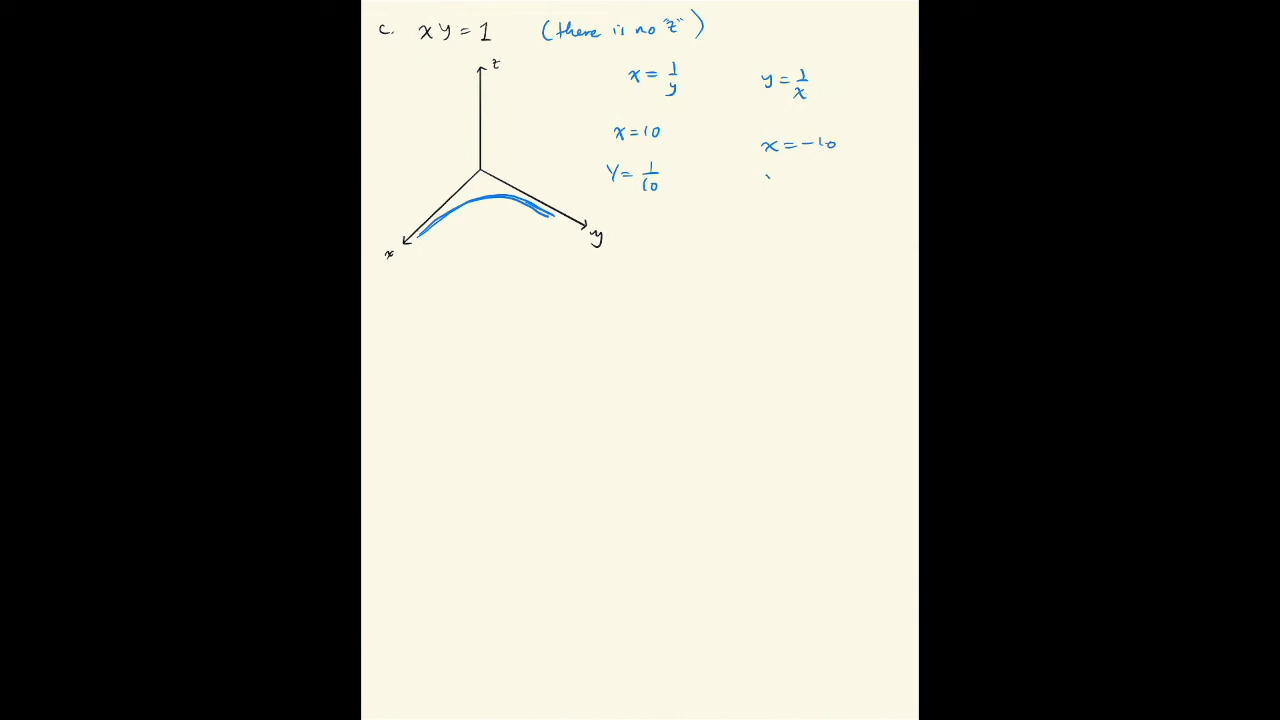 c. xy = 1 (there is no "z")
z
x = 1/y y = 1/x
x = 10 x = -10
Y = 1/10
x
y